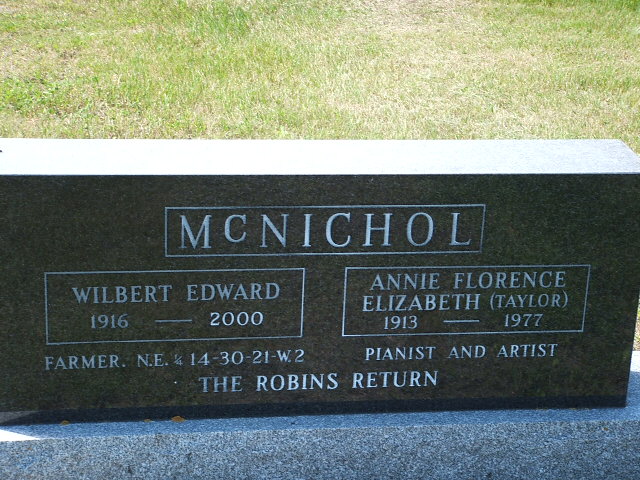 McNICHOL
WILBERT EDWARD
1916 — 2000
ANNIE FLORENCE
ELIZABETH (TAYLOR)
1913 — 1977
FARMER. N.E. ¼ 14-30-21-W.2
PIANIST AND ARTIST
THE ROBINS RETURN